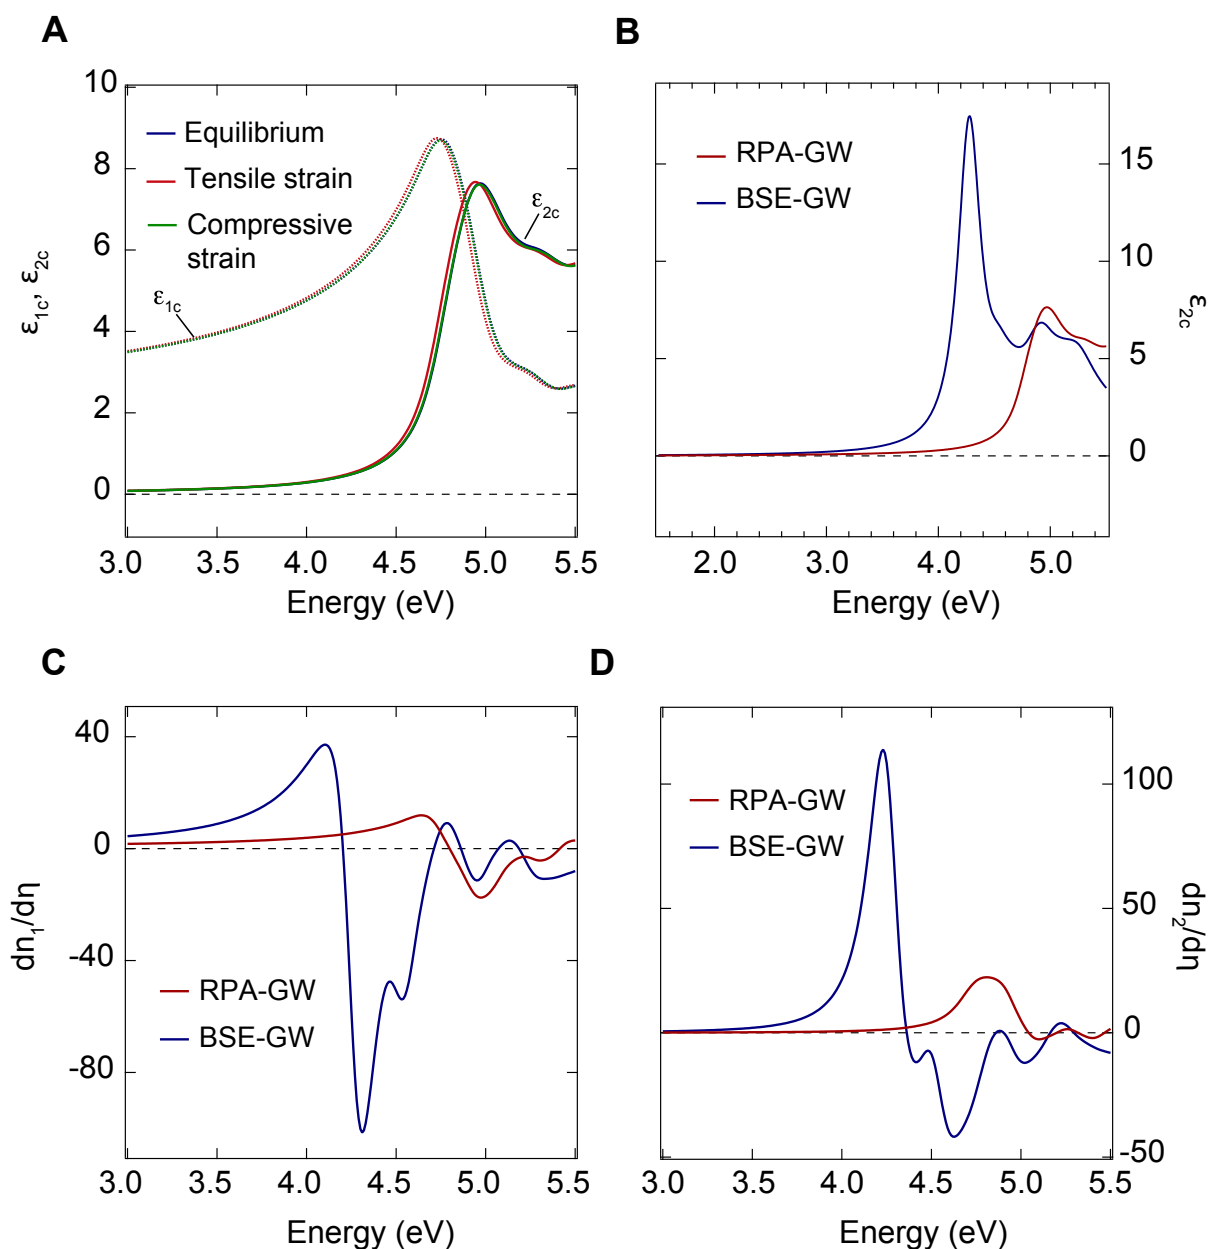 A
10
8
6
4
2
0
ε1c, ε2c
Equilibrium
Tensile strain
Compressive
strain
ε1c
ε2c
3.0 3.5 4.0 4.5 5.0 5.5
Energy (eV)
B
RPA-GW
BSE-GW
15
10
5
0
ε2c
2.0 3.0 4.0 5.0
Energy (eV)
C
40
0
-40
-80
dn1/dη
RPA-GW
BSE-GW
3.0 3.5 4.0 4.5 5.0 5.5
Energy (eV)
D
RPA-GW
BSE-GW
100
50
0
-50
dn2/dη
3.0 3.5 4.0 4.5 5.0 5.5
Energy (eV)